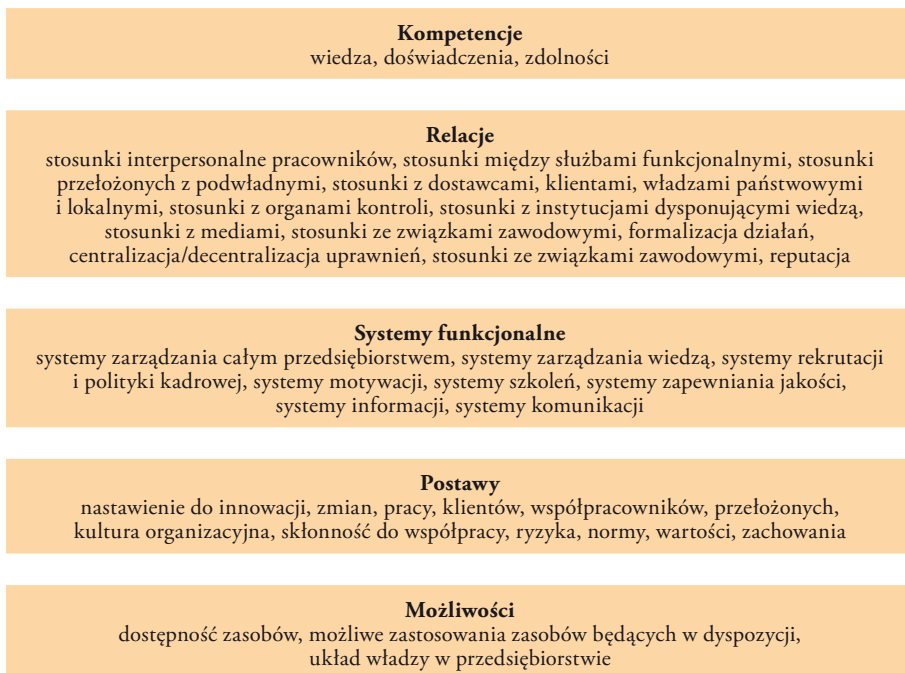 Kompetencje
wiedza, doświadczenia, zdolności
Relacje
stosunki interpersonalne pracowników, stosunki między służbami funkcjonalnymi, stosunki
przełożonych z podwładnymi, stosunki z dostawcami, klientami, władzami państwowymi
i lokalnymi, stosunki z organami kontroli, stosunki z instytucjami dysponującymi wiedzą,
stosunki z mediami, stosunki ze związkami zawodowymi, formalizacja działań,
centralizacja/decentralizacja uprawnień, stosunki ze związkami zawodowymi, reputacja
Systemy funkcjonalne
systemy zarządzania całym przedsiębiorstwem, systemy zarządzania wiedzą, systemy rekrutacji
i polityki kadrowej, systemy motywacji, systemy szkoleń, systemy zapewniania jakości,
systemy informacji, systemy komunikacji
Postawy
nastawienie do innowacji, zmian, pracy, klientów, współpracowników, przełożonych,
kultura organizacyjna, skłonność do współpracy, ryzyka, normy, wartości, zachowania
Możliwości
dostępność zasobów, możliwe zastosowania zasobów będących w dyspozycji,
układ władzy w przedsiębiorstwie